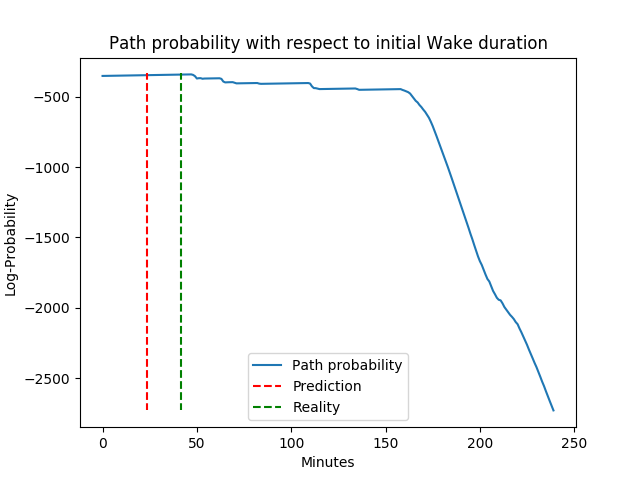 Path probability with respect to initial Wake duration
Log-Probability
−500
−1000
−1500
−2000
−2500
0 50 100 150 200 250
Minutes
Path probability
Prediction
Reality